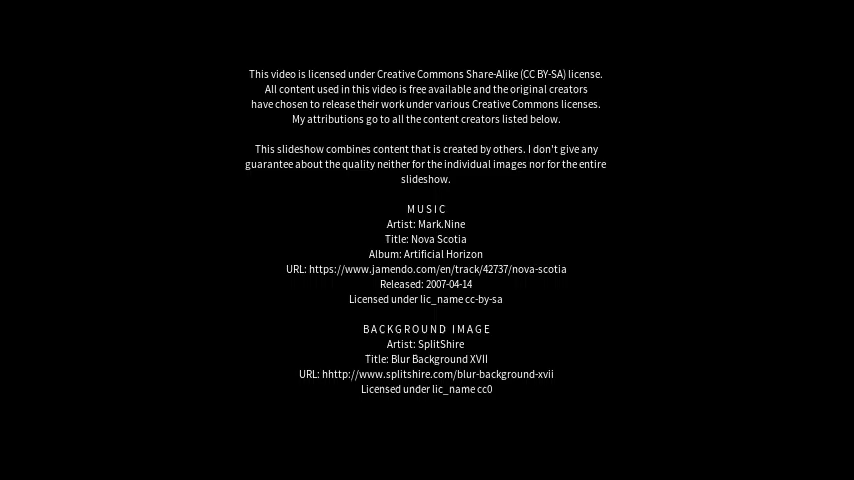 This video is licensed under Creative Commons Share-Alike (CC BY-SA) license.
All content used in this video is free available and the original creators
have chosen to release their work under various Creative Commons licenses.
My attributions go to all the content creators listed below.
This slideshow combines content that is created by others. I don't give any
guarantee about the quality neither for the individual images nor for the entire
slideshow.
MUSIC
Artist: Mark.Nine
Title: Nova Scotia
Album: Artificial Horizon
URL: https://www.jamendo.com/en/track/42737/nova-scotia
Released: 2007-04-14
Licensed under lic_name cc-by-sa
BACKGROUND IMAGE
Artist: SplitShire
Title: Blur Background XVII
URL: hhttp://www.splitshire.com/blur-background-xvii
Licensed under lic_name cc0